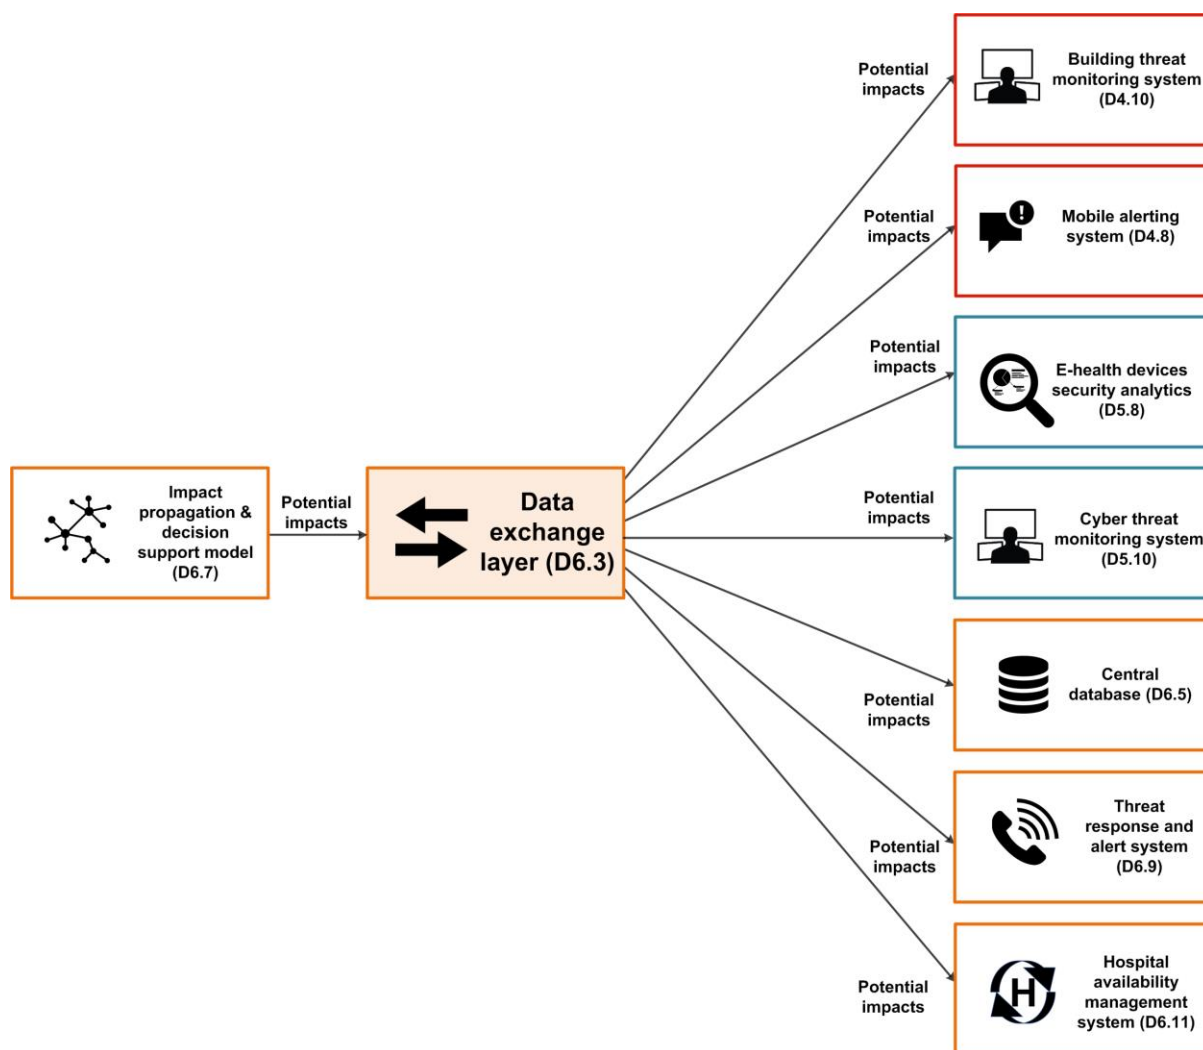 Impact
propagation &
decision
support model
(D6.7)
Potential
impacts
Data
exchange
layer (D6.3)
Potential
impacts
Building threat
monitoring system
(D4.10)
Potential
impacts
Mobile alerting
system (D4.8)
Potential
impacts
E-health devices
security analytics
(D5.8)
Potential
impacts
Cyber threat
monitoring system
(D5.10)
Potential
impacts
Central
database (D6.5)
Potential
impacts
Threat
response and
alert system
(D6.9)
Potential
impacts
Hospital
availability
management
system (D6.11)
H